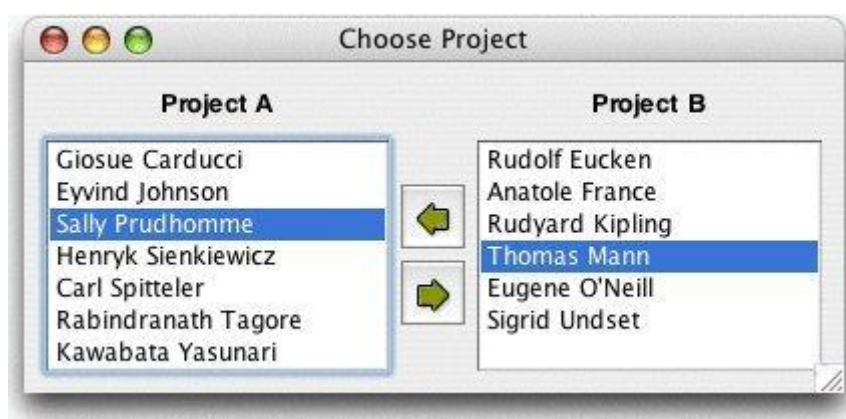 Choose Project
Project A
Giosue Carducci
Eyvind Johnson
Sally Prudhomme
Henryk Sienkiewicz
Carl Spitteler
Rabindranath Tagore
Kawabata Yasunari
Project B
Rudolf Eucken
Anatole France
Rudyard Kipling
Thomas Mann
Eugene O'Neill
Sigrid Undset